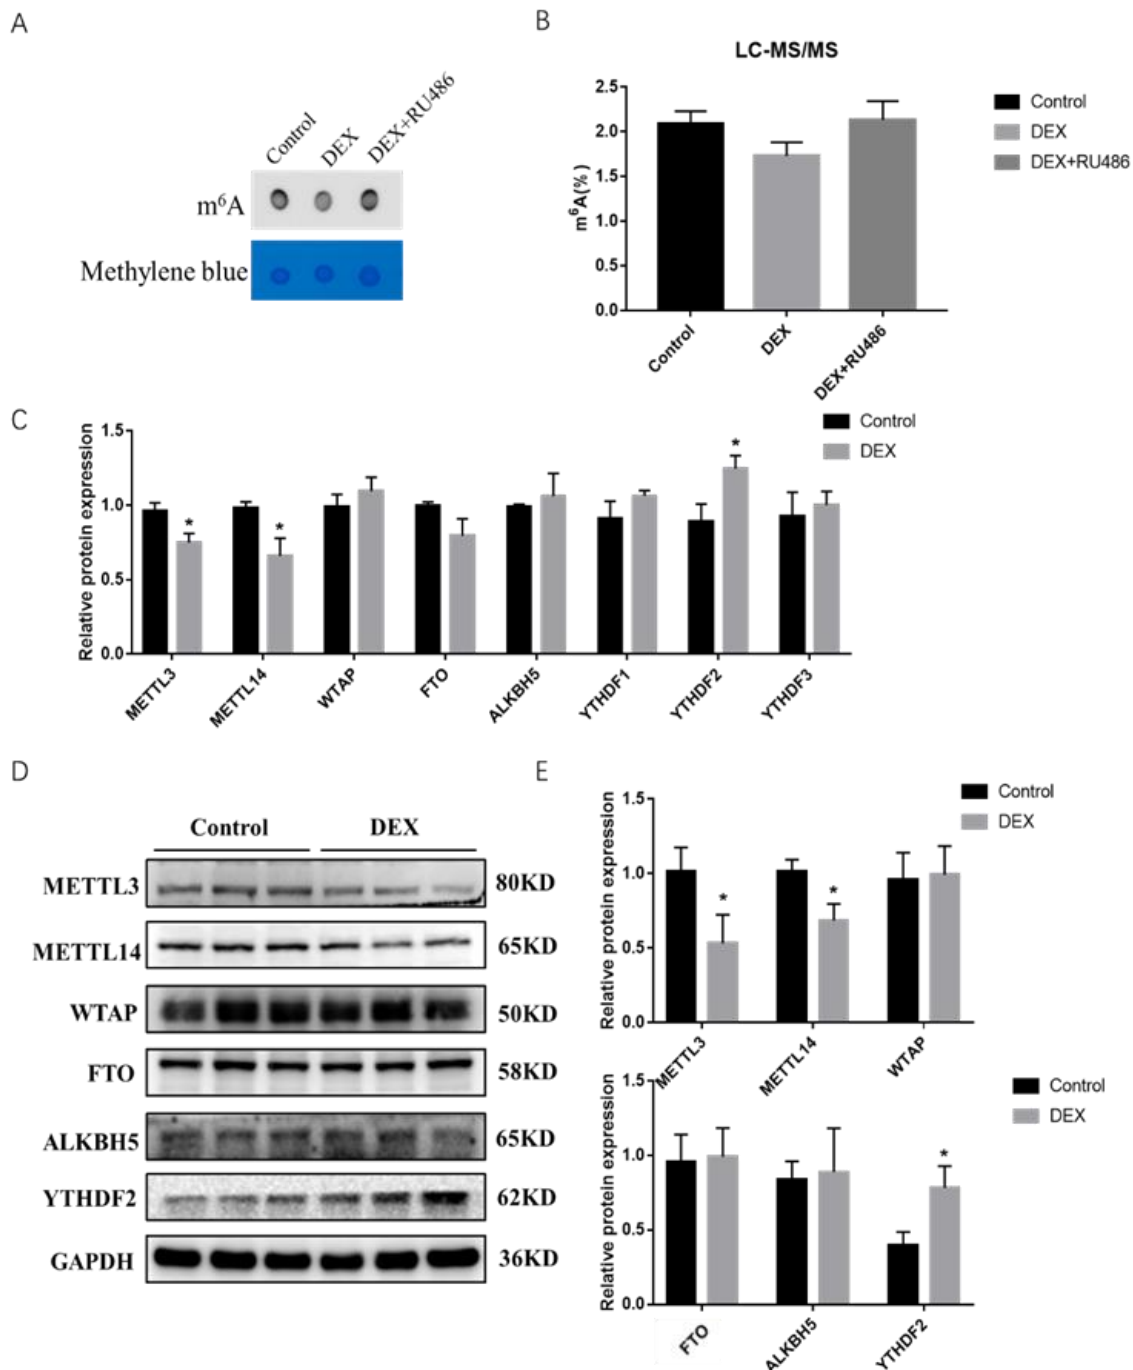 A
Control
DEX
DEX+RU486
m⁶A
Methylene blue
B
LC-MS/MS
m⁶A(%)
2.5
2.0
1.5
1.0
0.5
0.0
Control
DEX
DEX+RU486
Control
DEX
DEX+RU486
C
Relative protein expression
1.5
1.0
0.5
0.0
* * *
METTL3
METTL14
WTAP
FTO
ALKBH5
YTHDF1
YTHDF2
YTHDF3
Control
DEX
D
Control DEX
METTL3 80KD
METTL14 65KD
WTAP 50KD
FTO 58KD
ALKBH5 65KD
YTHDF2 62KD
GAPDH 36KD
E
Relative protein expression
1.5
1.0
0.5
0.0
* *
METTL3
METTL14
WTAP
Control
DEX
Relative protein expression
1.5
1.0
0.5
0.0
*
FTO
ALKBH5
YTHDF2
Control
DEX